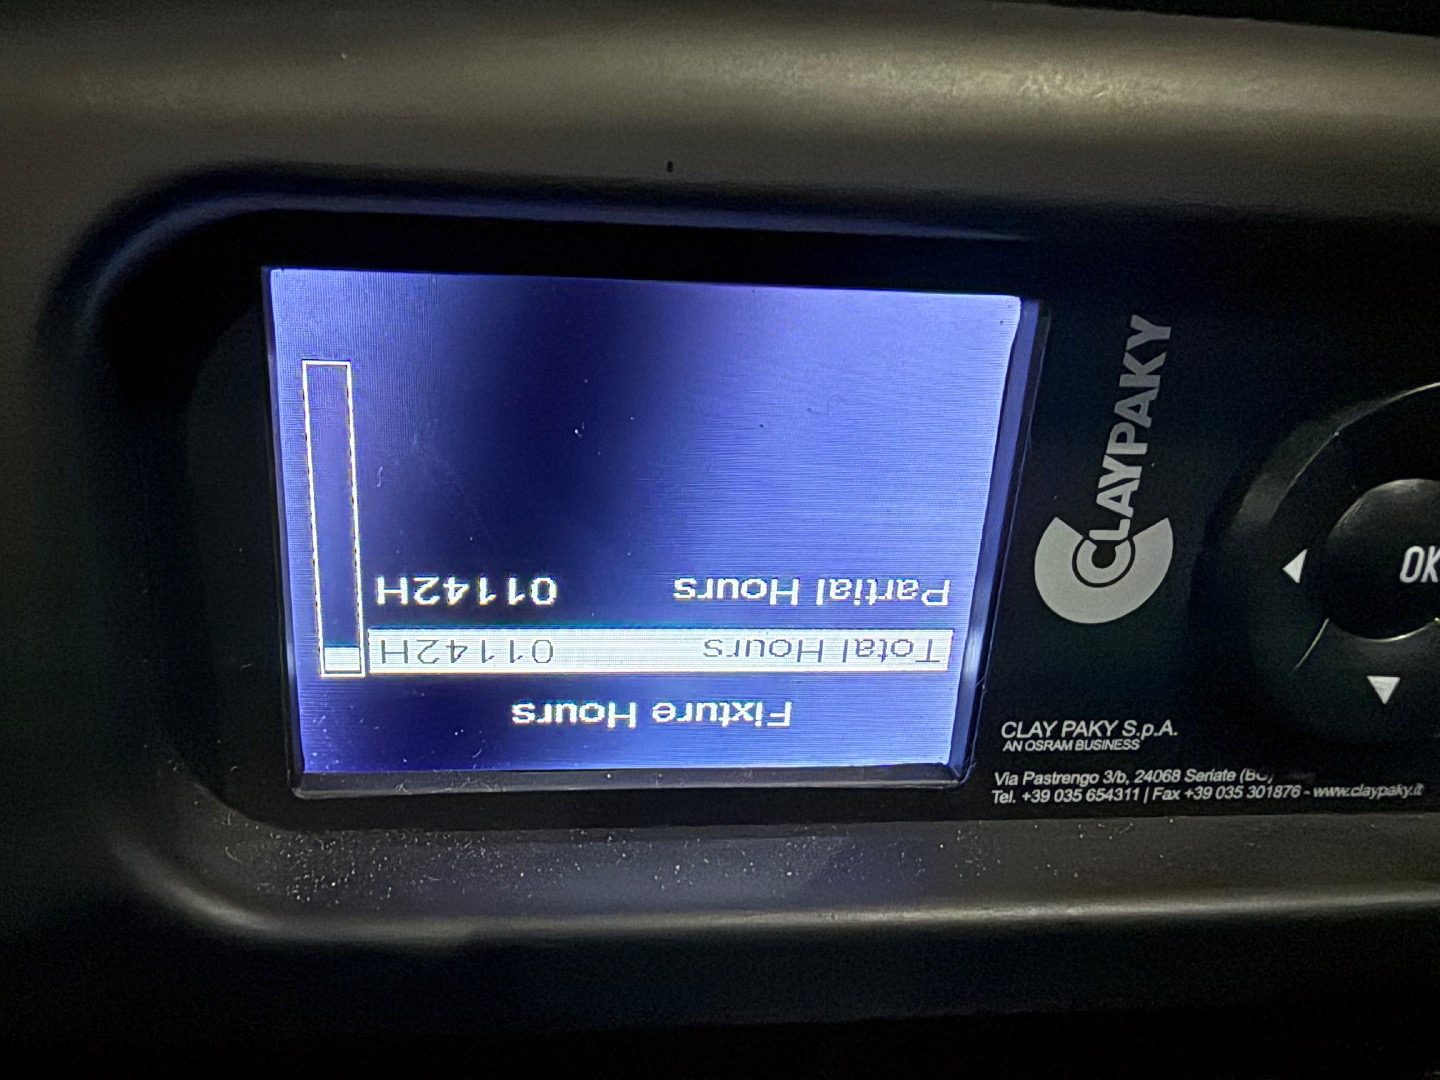 Fixture Hours
Total Hours 01142H
Partial Hours 01142H
CLAYPAKY
OK
CLAY PAKY S.p.A.
AN OSRAM BUSINESS
Via Pastrengo 3/b, 24068 Seriate (BG)
Tel. +39 035 654311 | Fax +39 035 301876 - www.claypaky.it